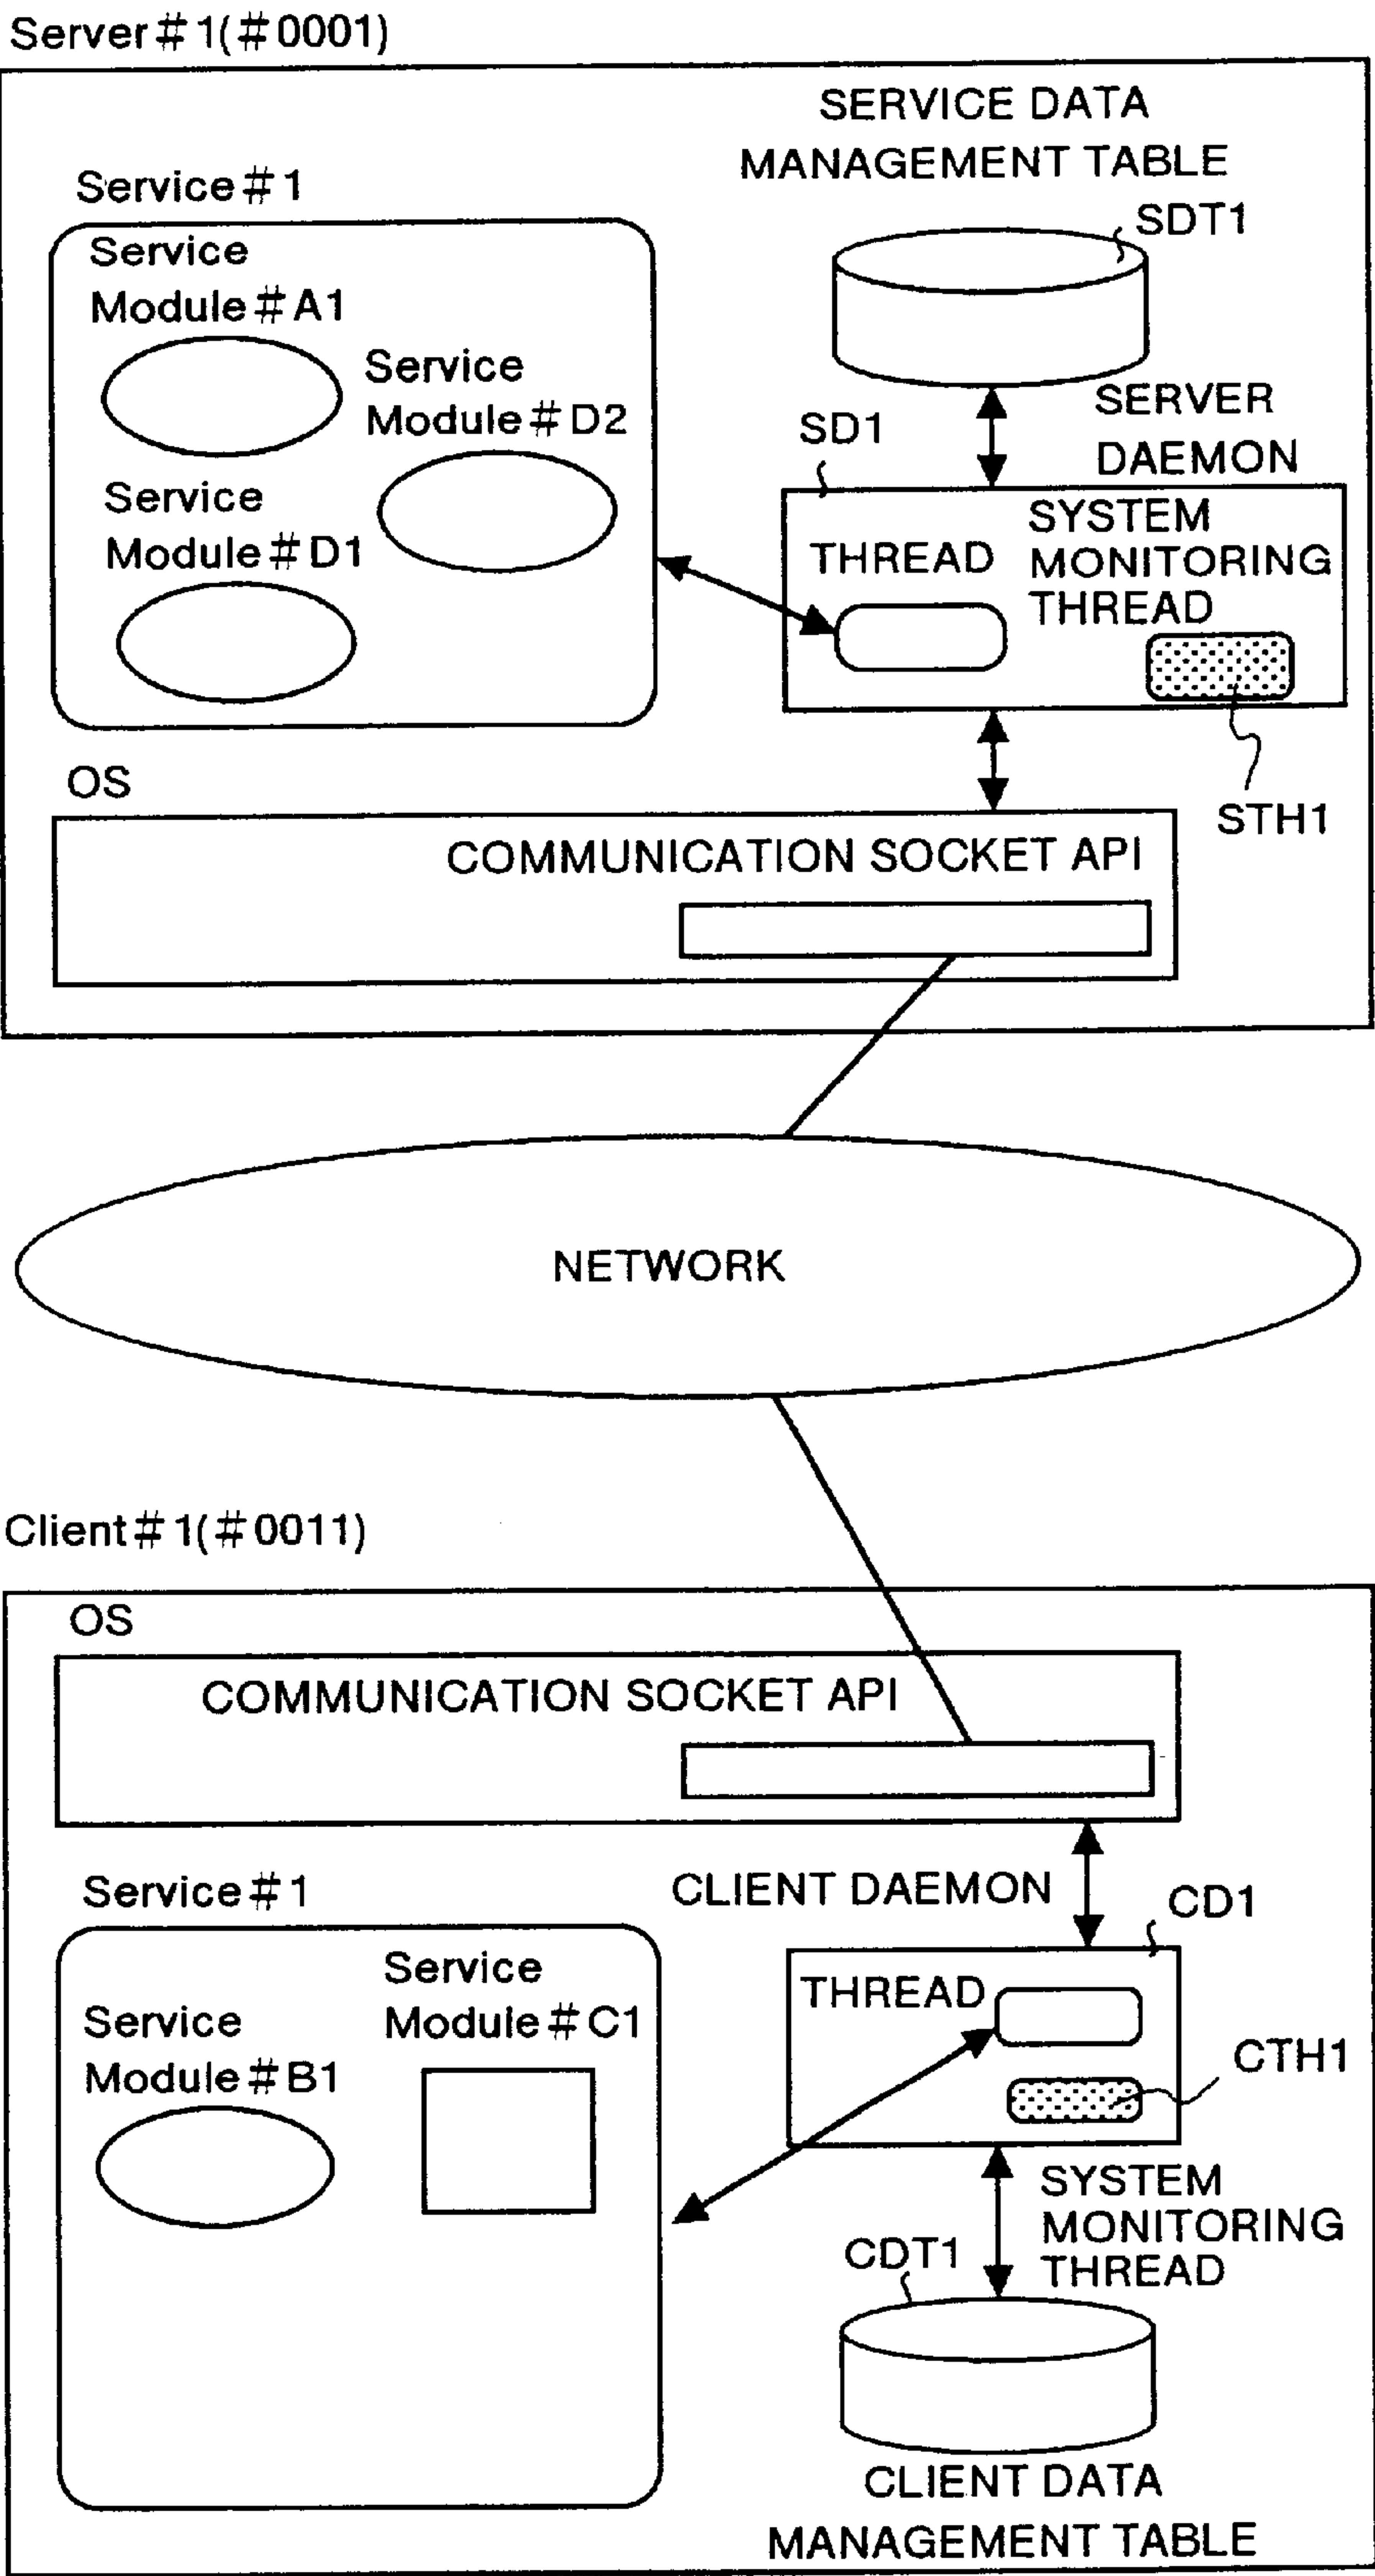 Server#1(#0001)
SERVICE DATA
MANAGEMENT TABLE
SDT1
Service#1
Service
Module#A1
Service
Module#D2
Service
Module#D1
SERVER
DAEMON
SD1
THREAD
SYSTEM
MONITORING
THREAD
STH1
OS
COMMUNICATION SOCKET API
NETWORK
Client#1(#0011)
OS
COMMUNICATION SOCKET API
CLIENT DAEMON
CD1
Service#1
Service
Module#C1
Service
Module#B1
THREAD
CTH1
SYSTEM
MONITORING
THREAD
CDT1
CLIENT DATA
MANAGEMENT TABLE